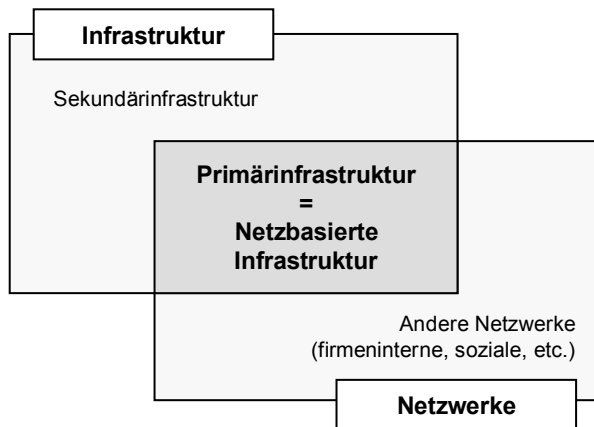 Infrastruktur
Sekundärinfrastruktur
Primärinfrastruktur
=
Netzbasierte
Infrastruktur
Andere Netzwerke
(firmeninterne, soziale, etc.)
Netzwerke